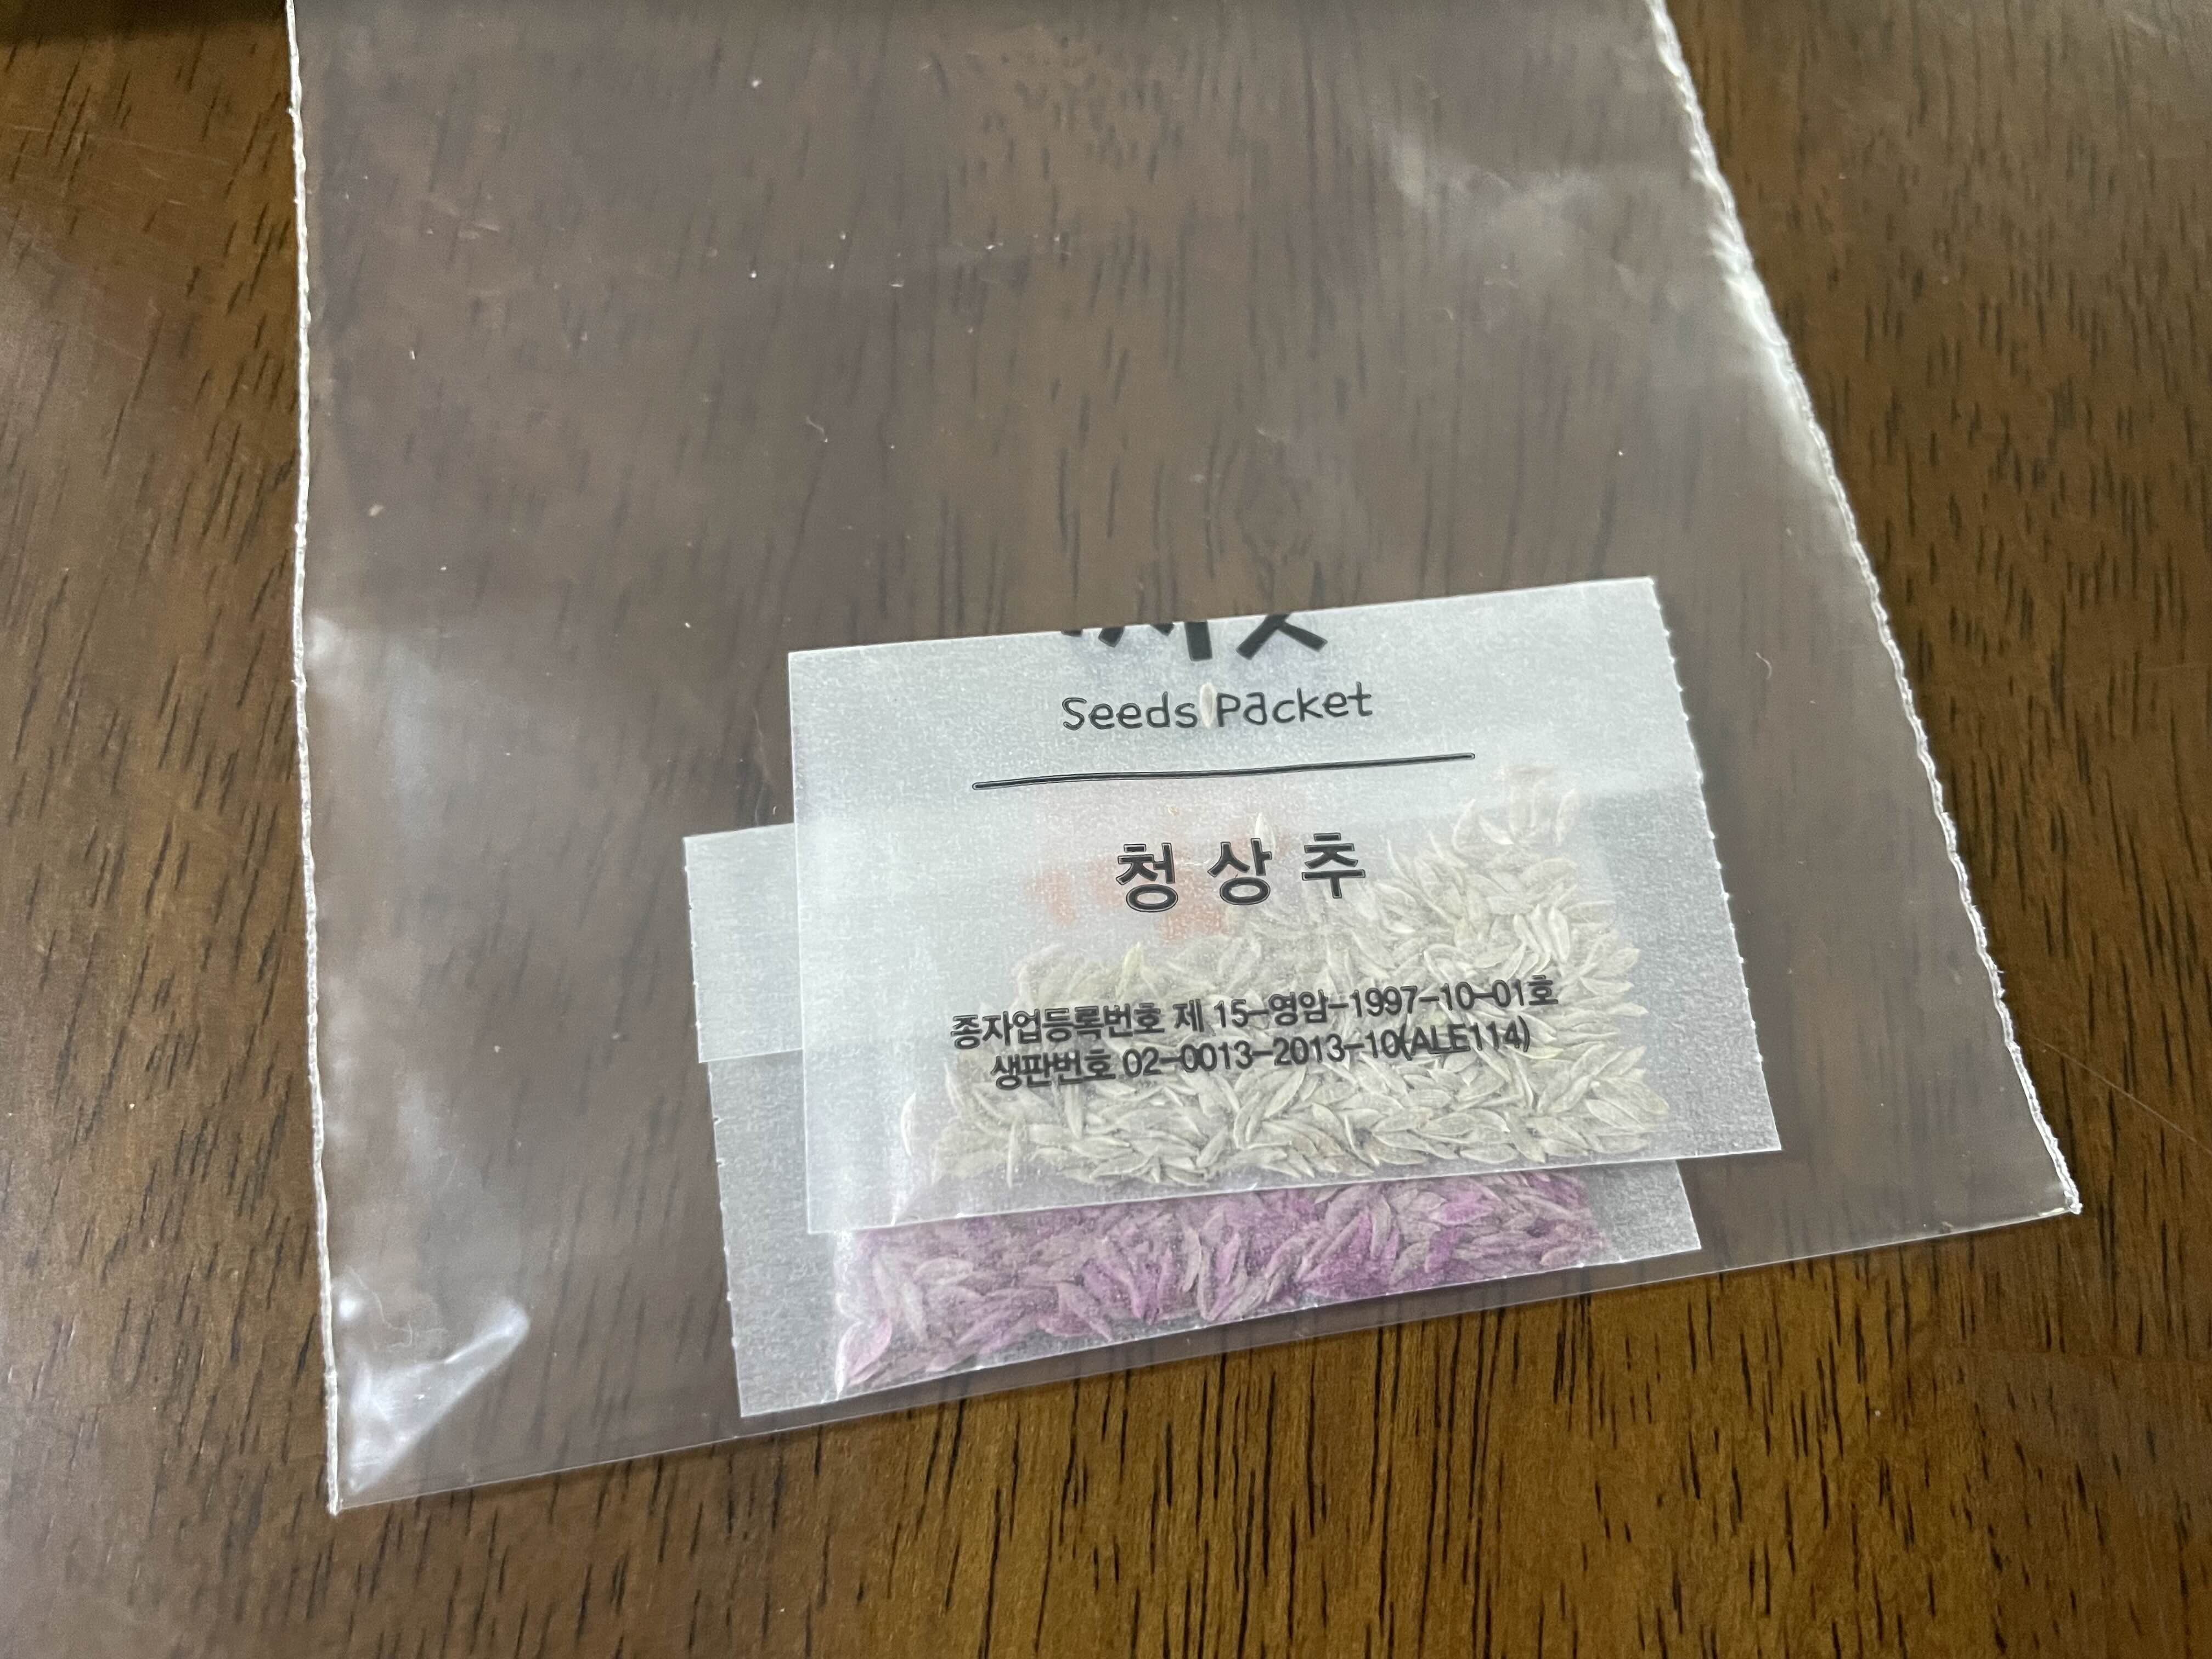 Seeds Packet
청상추
종자업등록번호 제 15-영암-1997-10-01호
생판번호 02-0013-2013-10(ALE114)